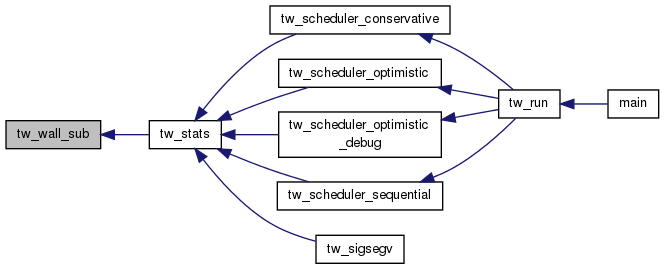 tw_scheduler_conservative
tw_scheduler_optimistic
tw_run
main
tw_wall_sub
tw_stats
tw_scheduler_optimistic
_debug
tw_scheduler_sequential
tw_sigsegv